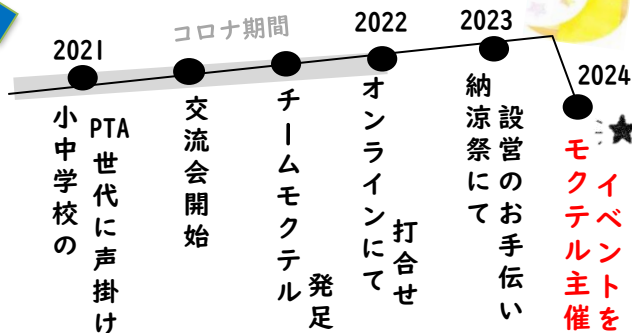 コロナ期間
2021
小中学校の
PTA世代に声掛け
交流会開始
チームモクテル
発足
2022
オンラインにて
打合せ
2023
納涼祭にて
設営のお手伝い
2024
モクテル主催
イベントを